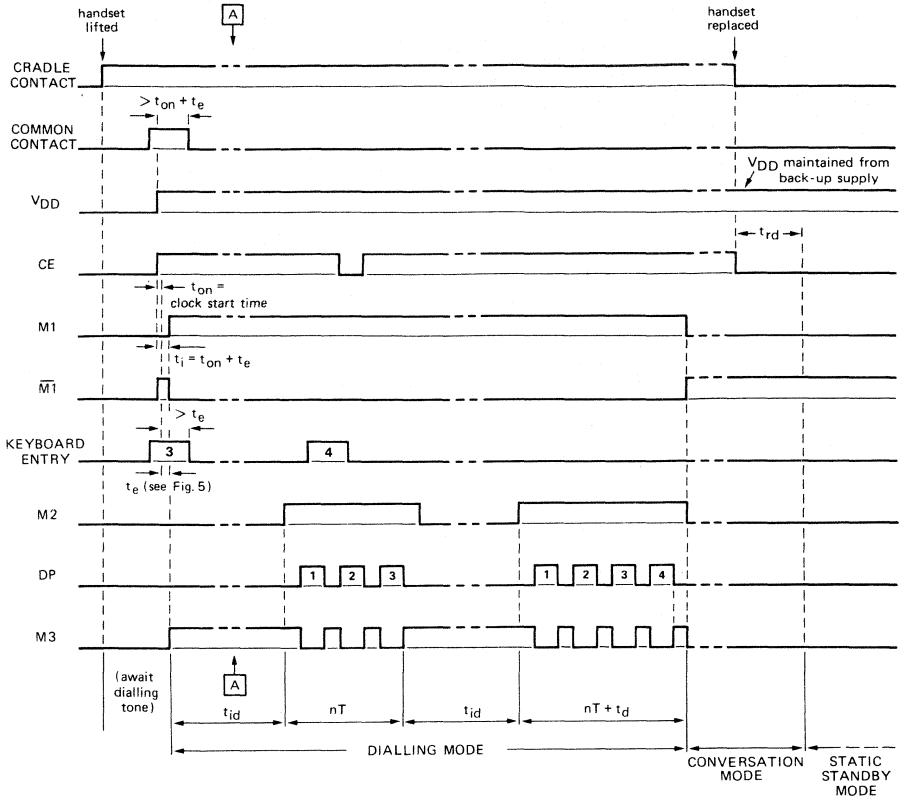 handset
lifted
A
handset
replaced
CRADLE
CONTACT
> ton + te
COMMON
CONTACT
VDD maintained from
back-up supply
VDD
trd
CE
ton =
clock start time
M1
ti = ton + te
M1
> te
KEYBOARD
ENTRY
3
4
te (see Fig. 5)
M2
DP
1
2
3
1
2
3
4
M3
(await
dialling
tone)
A
tid
nT
tid
nT + td
DIALLING MODE
CONVERSATION
MODE
STATIC
STANDBY
MODE